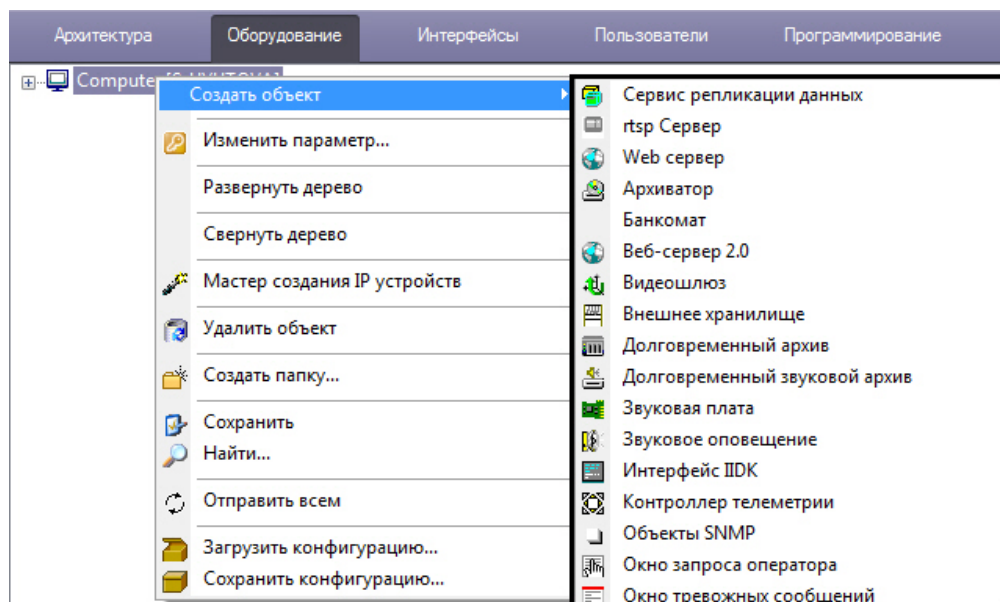 Архитектура Оборудование Интерфейсы Пользователи Программирование
Compute
Создать объект
Изменить параметр...
Развернуть дерево
Свернуть дерево
Мастер создания IP устройств
Удалить объект
Создать папку...
Сохранить
Найти...
Отправить всем
Загрузить конфигурацию...
Сохранить конфигурацию...
Сервис репликации данных
rtsp Сервер
Web сервер
Архиватор
Банкомат
Веб-сервер 2.0
Видеошлюз
Внешнее хранилище
Долговременный архив
Долговременный звуковой архив
Звуковая плата
Звуковое оповещение
Интерфейс IIDK
Контроллер телеметрии
Объекты SNMP
Окно запроса оператора
Окно тревожных сообщений